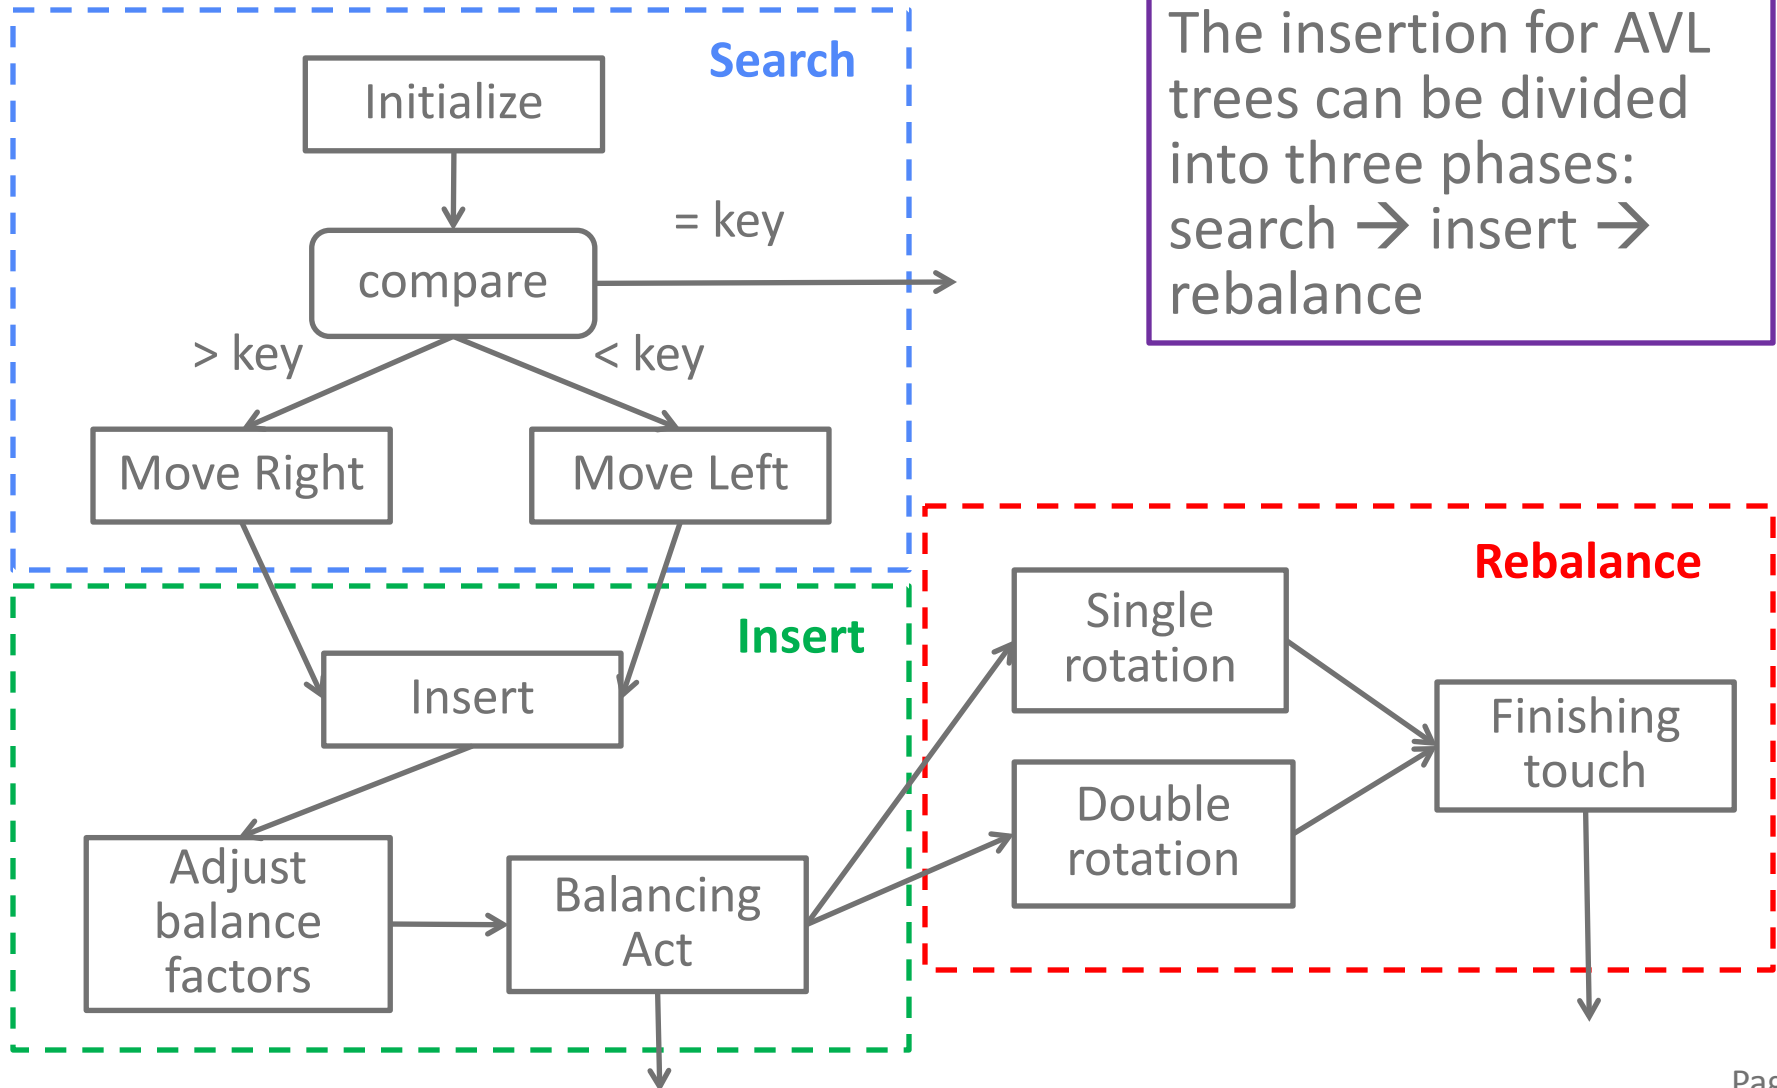 Search
Initialize
= key
compare
> key
< key
Move Right
Move Left
The insertion for AVL
trees can be divided
into three phases:
search → insert →
rebalance
Insert
Insert
Adjust
balance
factors
Balancing
Act
Rebalance
Single
rotation
Double
rotation
Finishing
touch